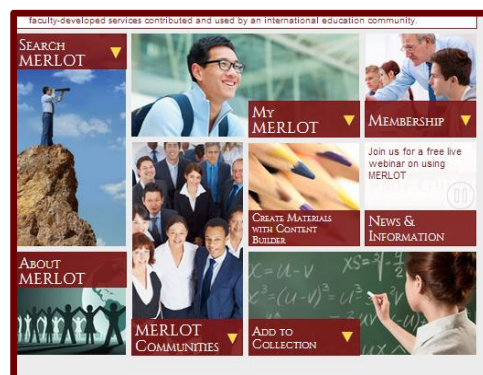 faculty-developed services contributed and used by an international education community.
SEARCH
MERLOT
MY
MERLOT
MEMBERSHIP
Join us for a free live
webinar on using
MERLOT
CREATE MATERIALS
WITH CONTENT
BUILDER
NEWS &
INFORMATION
ABOUT
MERLOT
MERLOT
COMMUNITIES
ADD TO
COLLECTION